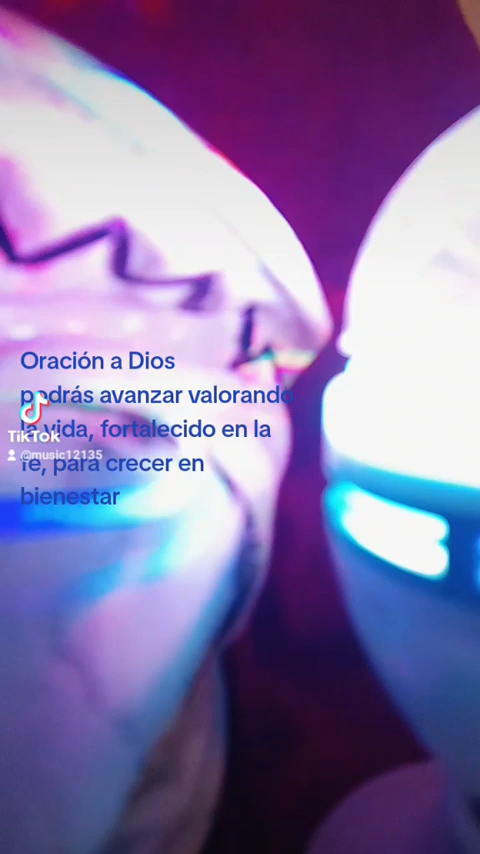 Oración a Dios
podrás avanzar valorando
la vida, fortalecido en la
fe, para crecer en
bienestar
TikTok
@music12135